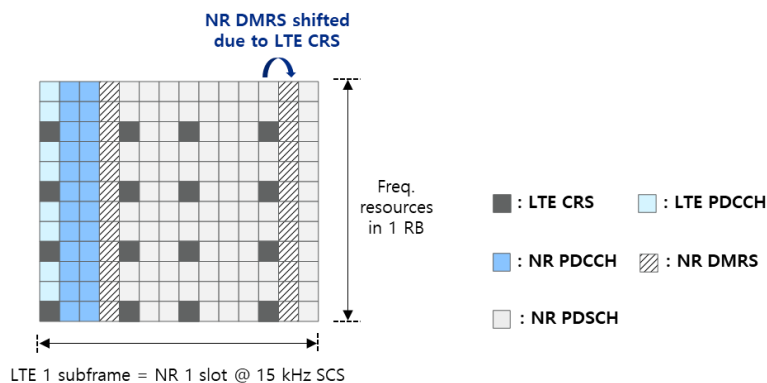 NR DMRS shifted
due to LTE CRS
Freq.
resources
in 1 RB
: LTE CRS
: LTE PDCCH
: NR PDCCH
: NR DMRS
: NR PDSCH
LTE 1 subframe = NR 1 slot @ 15 kHz SCS